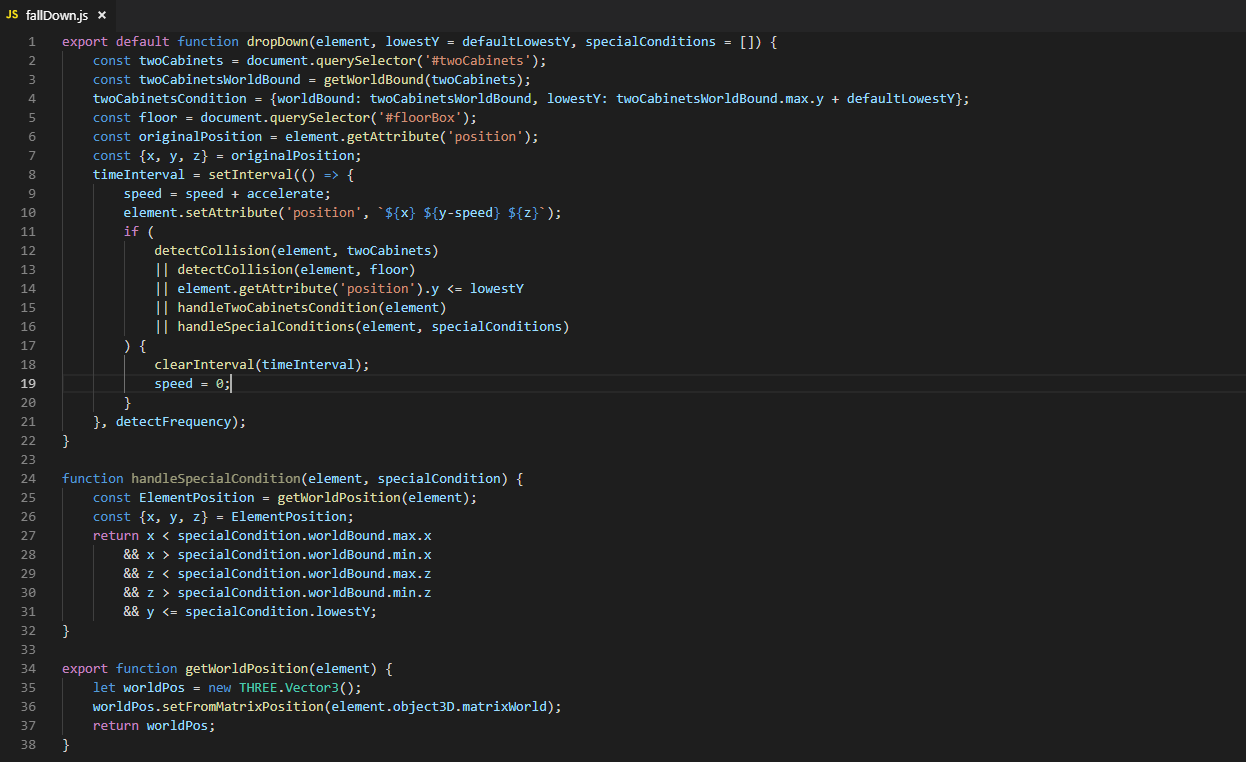 JS fallDown.js ×
1 export default function dropDown(element, lowestY = defaultLowestY, specialConditions = []) {
2     const twoCabinets = document.querySelector('#twoCabinets');
3     const twoCabinetsWorldBound = getWorldBound(twoCabinets);
4     twoCabinetsCondition = {worldBound: twoCabinetsWorldBound, lowestY: twoCabinetsWorldBound.max.y + defaultLowestY};
5     const floor = document.querySelector('#floorBox');
6     const originalPosition = element.getAttribute('position');
7     const {x, y, z} = originalPosition;
8     timeInterval = setInterval(() => {
9         speed = speed + accelerate;
10         element.setAttribute('position', `${x} ${y-speed} ${z}`);
11         if (
12             detectCollision(element, twoCabinets)
13             || detectCollision(element, floor)
14             || element.getAttribute('position').y <= lowestY
15             || handleTwoCabinetsCondition(element)
16             || handleSpecialConditions(element, specialConditions)
17         ) {
18             clearInterval(timeInterval);
19             speed = 0;
20         }
21     }, detectFrequency);
22 }
23
24 function handleSpecialCondition(element, specialCondition) {
25     const ElementPosition = getWorldPosition(element);
26     const {x, y, z} = ElementPosition;
27     return x < specialCondition.worldBound.max.x
28         && x > specialCondition.worldBound.min.x
29         && z < specialCondition.worldBound.max.z
30         && z > specialCondition.worldBound.min.z
31         && y <= specialCondition.lowestY;
32 }
33
34 export function getWorldPosition(element) {
35     let worldPos = new THREE.Vector3();
36     worldPos.setFromMatrixPosition(element.object3D.matrixWorld);
37     return worldPos;
38 }